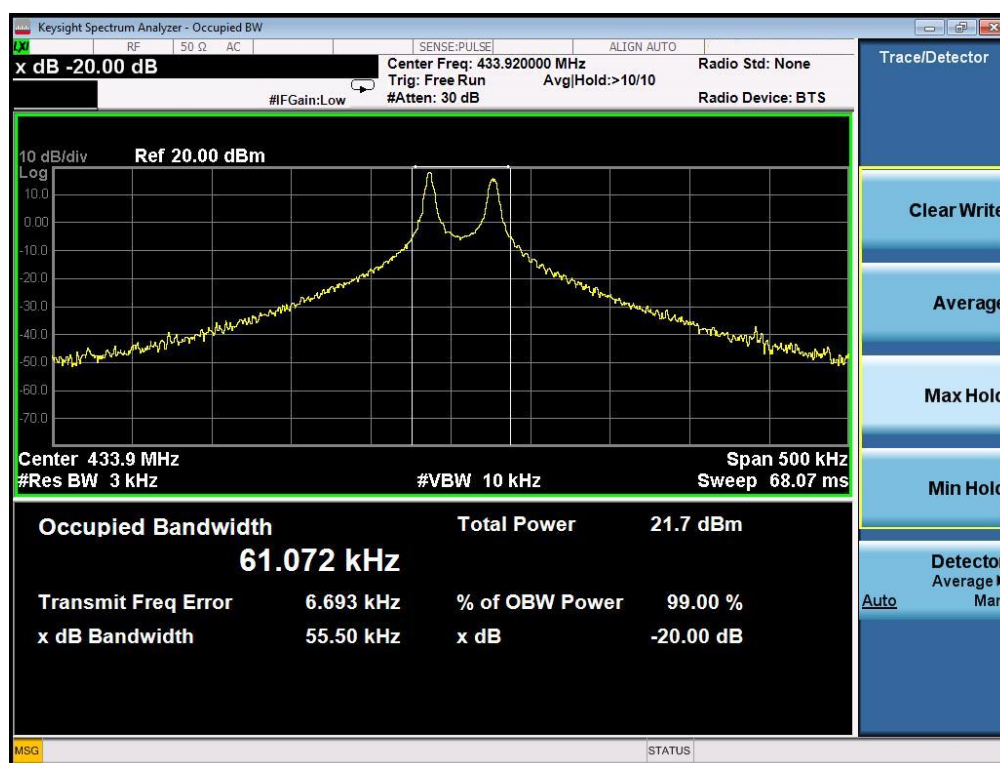 Keysight Spectrum Analyzer - Occupied BW
LXI RF 50 Ω AC SENSE:PULSE ALIGN AUTO
x dB -20.00 dB
Center Freq: 433.920000 MHz
Radio Std: None
Trig: Free Run Avg|Hold:>10/10
#IFGain:Low #Atten: 30 dB
Radio Device: BTS
10 dB/div Ref 20.00 dBm
Log
10.0
0.00
-10.0
-20.0
-30.0
-40.0
-50.0
-60.0
-70.0
Center 433.9 MHz Span 500 kHz
#Res BW 3 kHz #VBW 10 kHz Sweep 68.07 ms
Occupied Bandwidth Total Power 21.7 dBm
61.072 kHz
Transmit Freq Error 6.693 kHz % of OBW Power 99.00 %
x dB Bandwidth 55.50 kHz x dB -20.00 dB
MSG STATUS
Trace/Detector
Clear Write
Average
Max Hold
Min Hold
Detector
Average
Auto Man